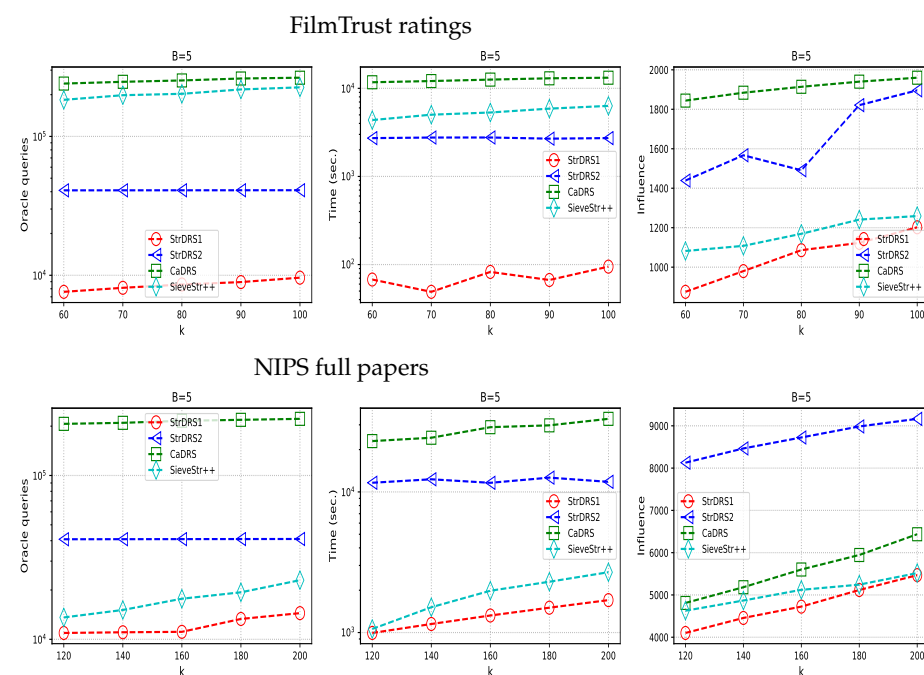 FilmTrust ratings
B=5
Oracle queries
10^5
10^4
StrDRS1
StrDRS2
CaDRS
SieveStr++
60 70 80 90 100
k
B=5
Time (sec.)
10^4
10^3
10^2
StrDRS1
StrDRS2
CaDRS
SieveStr++
60 70 80 90 100
k
B=5
Influence
2000
1800
1600
1400
1200
1000
StrDRS1
StrDRS2
CaDRS
SieveStr++
60 70 80 90 100
k
NIPS full papers
B=5
Oracle queries
10^5
10^4
StrDRS1
StrDRS2
CaDRS
SieveStr++
120 140 160 180 200
k
B=5
Time (sec.)
10^4
10^3
StrDRS1
StrDRS2
CaDRS
SieveStr++
120 140 160 180 200
k
B=5
Influence
9000
8000
6000
5000
4000
StrDRS1
StrDRS2
CaDRS
SieveStr++
120 140 160 180 200
k